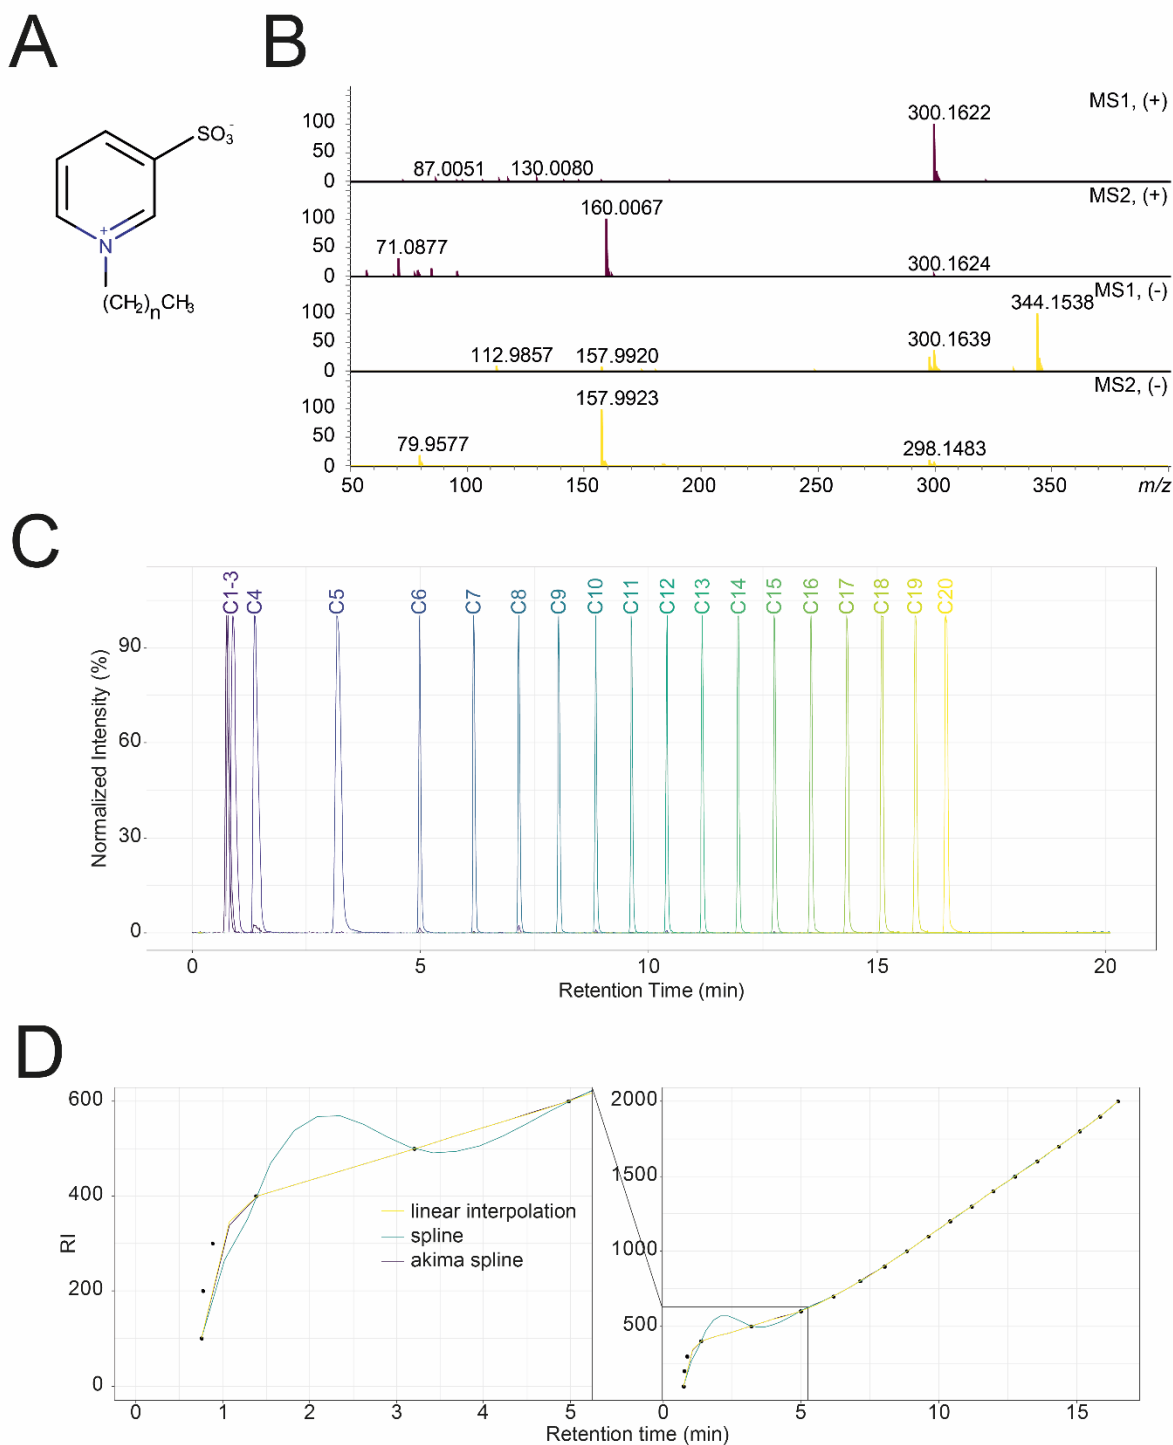 A
SO3-
N+
(CH2)nCH3
B
MS1, (+)
100
50
0
87.0051
130.0080
300.1622
MS2, (+)
100
50
0
71.0877
160.0067
300.1624
MS1, (-)
100
50
0
112.9857
157.9920
300.1639
344.1538
MS2, (-)
100
50
0
79.9577
157.9923
298.1483
50 100 150 200 250 300 350 m/z
C
C1-3 C4 C5 C6 C7 C8 C9 C10 C11 C12 C13 C14 C15 C16 C17 C18 C19 C20
Normalized Intensity (%)
90
60
30
0
0 5 10 15 20
Retention Time (min)
D
RI
600
400
200
0
linear interpolation
spline
akima spline
0 1 2 3 4 5
2000
1500
1000
500
0 5 10 15
Retention time (min)